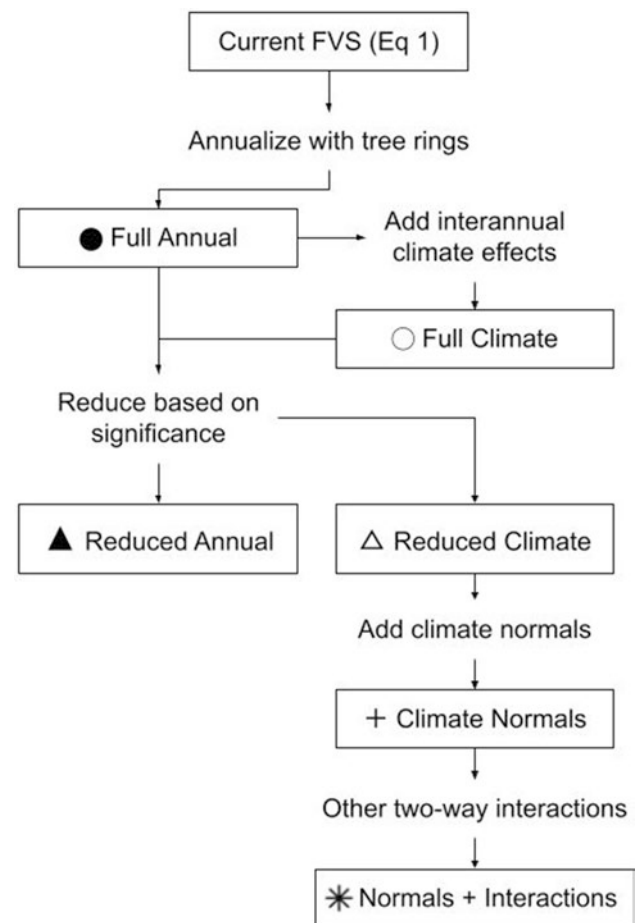 Current FVS (Eq 1)
Annualize with tree rings
● Full Annual
Add interannual
climate effects
○ Full Climate
Reduce based on
significance
▲ Reduced Annual
△ Reduced Climate
Add climate normals
+ Climate Normals
Other two-way interactions
✳ Normals + Interactions